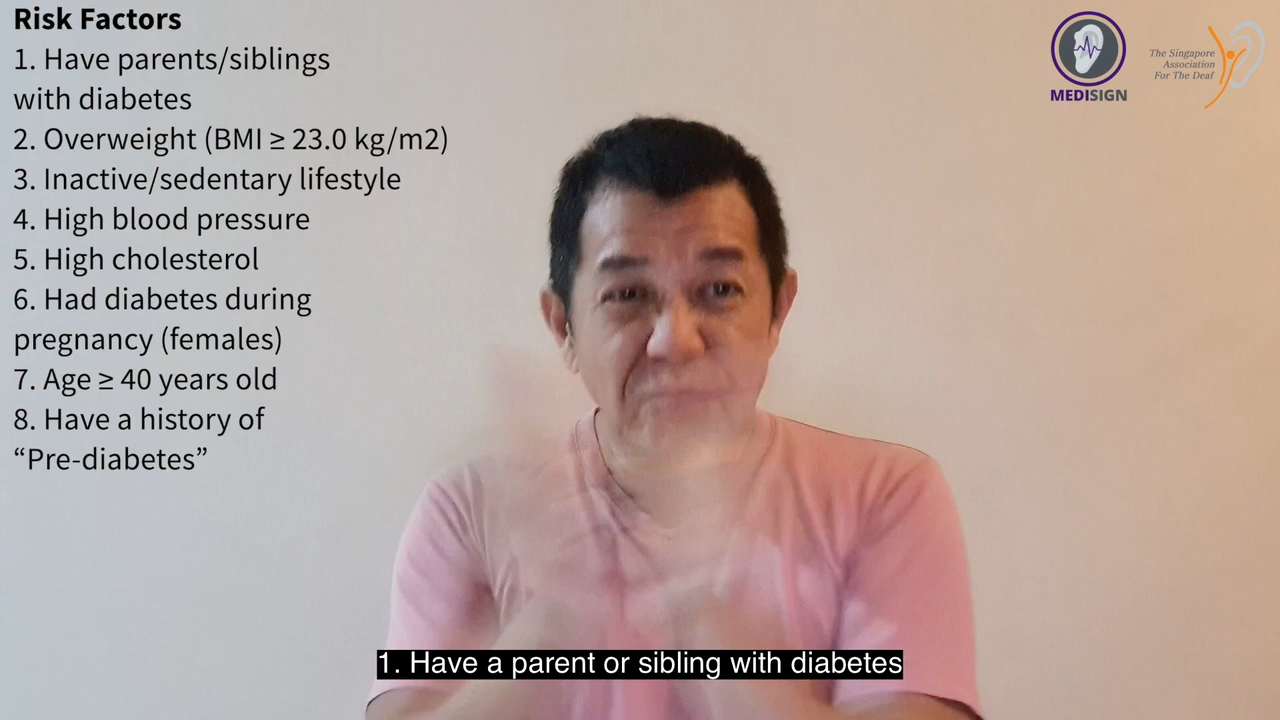 Risk Factors
1. Have parents/siblings
with diabetes
2. Overweight (BMI ≥ 23.0 kg/m2)
3. Inactive/sedentary lifestyle
4. High blood pressure
5. High cholesterol
6. Had diabetes during
pregnancy (females)
7. Age ≥ 40 years old
8. Have a history of
“Pre-diabetes”
MEDISIGN
The Singapore
Association
For The Deaf
1. Have a parent or sibling with diabetes